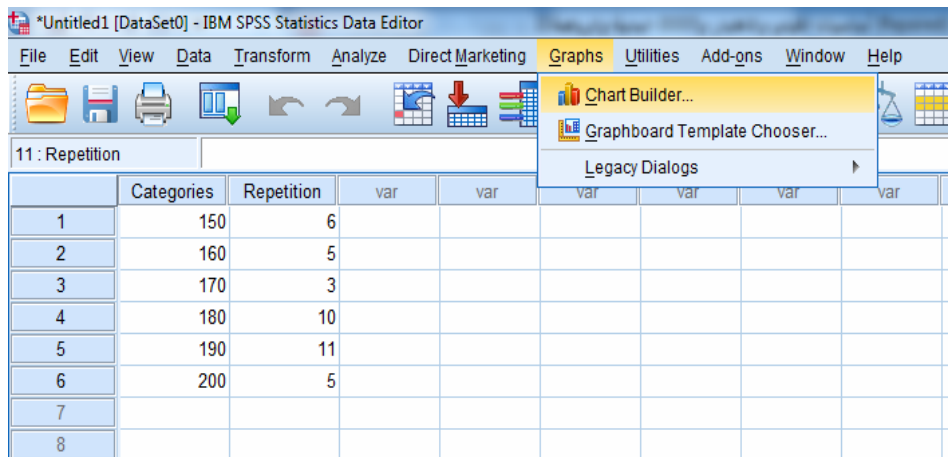 *Untitled1 [DataSet0] - IBM SPSS Statistics Data Editor
File Edit View Data Transform Analyze Direct Marketing Graphs Utilities Add-ons Window Help
Chart Builder...
Graphboard Template Chooser...
Legacy Dialogs
11 : Repetition
Categories Repetition var var var var var var
1 150 6
2 160 5
3 170 3
4 180 10
5 190 11
6 200 5
7
8